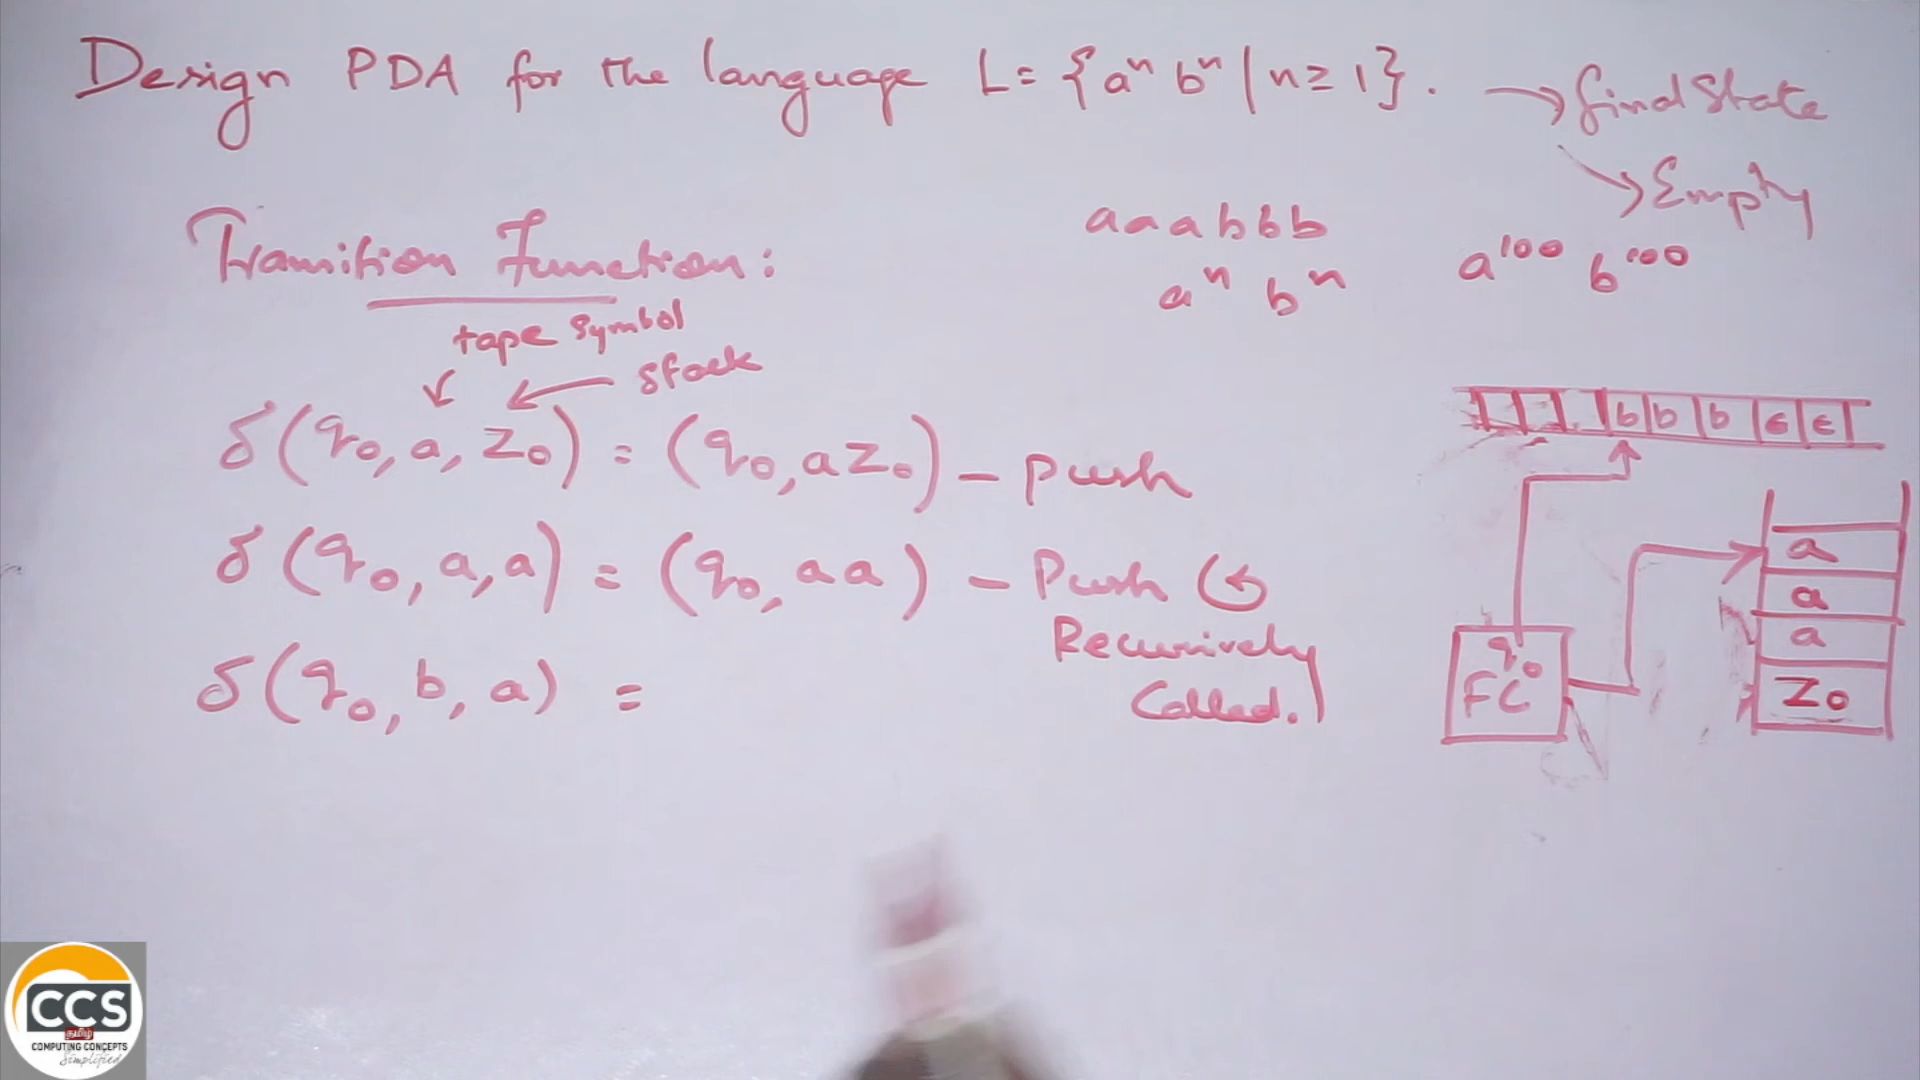 Design PDA for the language L = {aⁿ bⁿ | n ≥ 1}. → final state
→ Empty
Transition Function:
aaabbb
aⁿ bⁿ
a¹⁰⁰ b¹⁰⁰
tape symbol
stack
δ(q₀, a, Z₀) = (q₀, aZ₀) - push
δ(q₀, a, a) = (q₀, aa) - Push
Recursively
Called.
δ(q₀, b, a) =
b b b ε ε
a
a
a
Z₀
q₀
FC
CCS
தமிழ்
COMPUTING CONCEPTS
Simplified